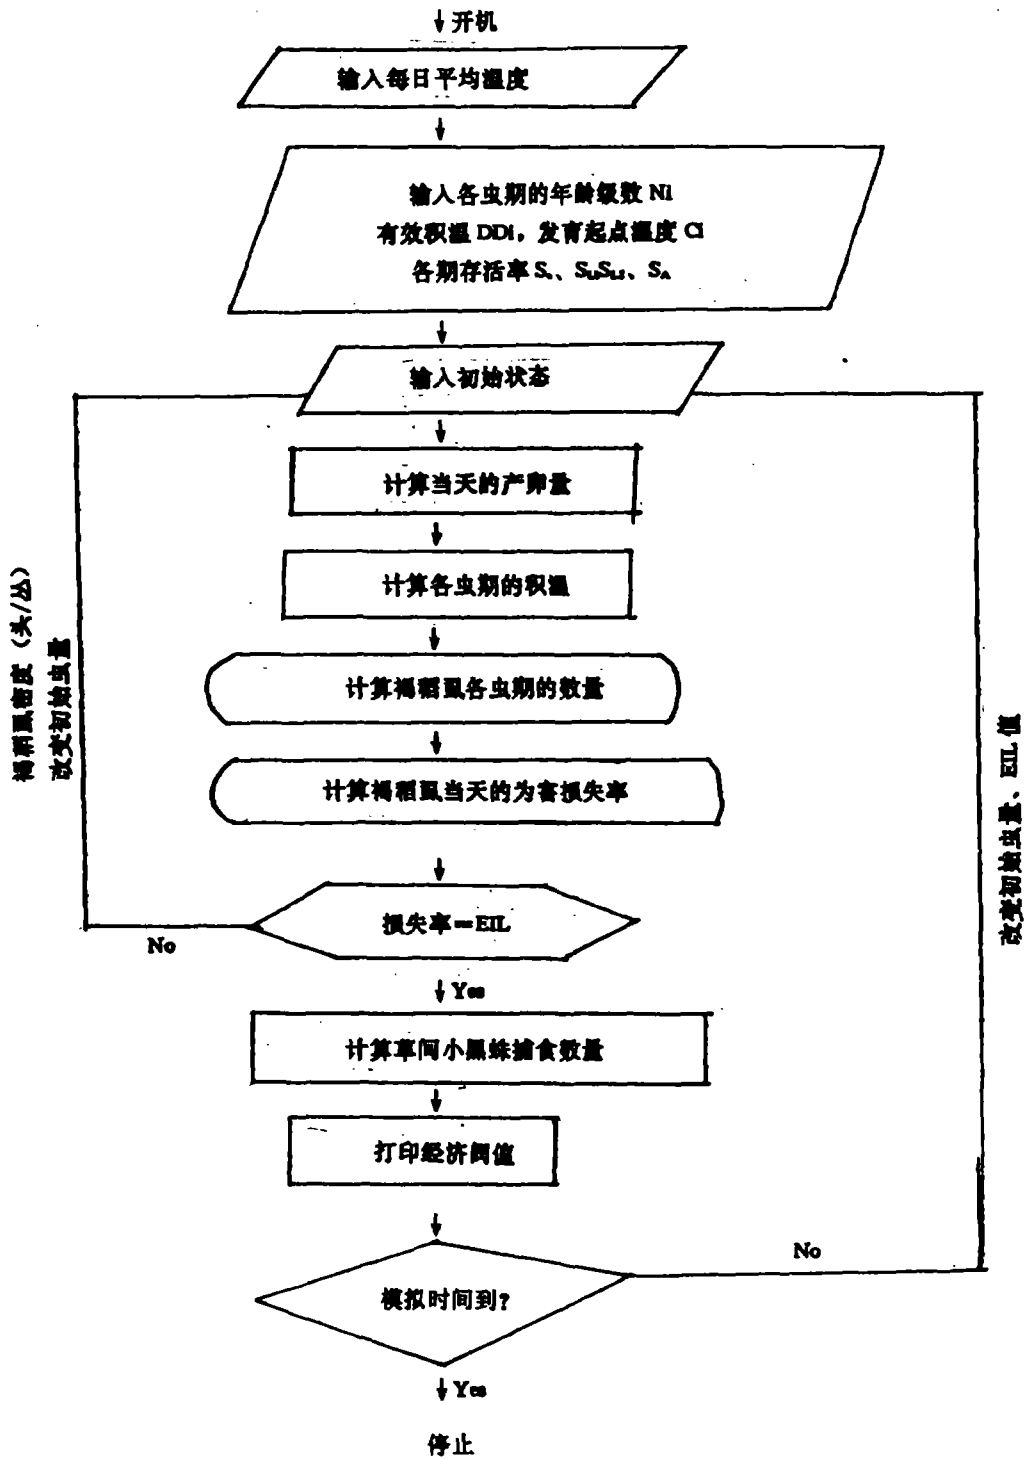 开机
输入每日平均温度
输入各虫期的年龄级数 Ni
有效积温 DDi，发育起点温度 Ci
各期存活率
输入初始状态
计算当天的产卵量
计算各虫期的积温
计算褐稻虱各虫期的数量
计算褐稻虱当天的为害损失率
损失率＝EIL
No
Yes
计算草间小黑蛛捕食数量
打印经济阀值
模拟时间到？
No
Yes
停止
褐稻虱密度（头/丛）
改变初始虫量
改变初始虫量、EIL 值